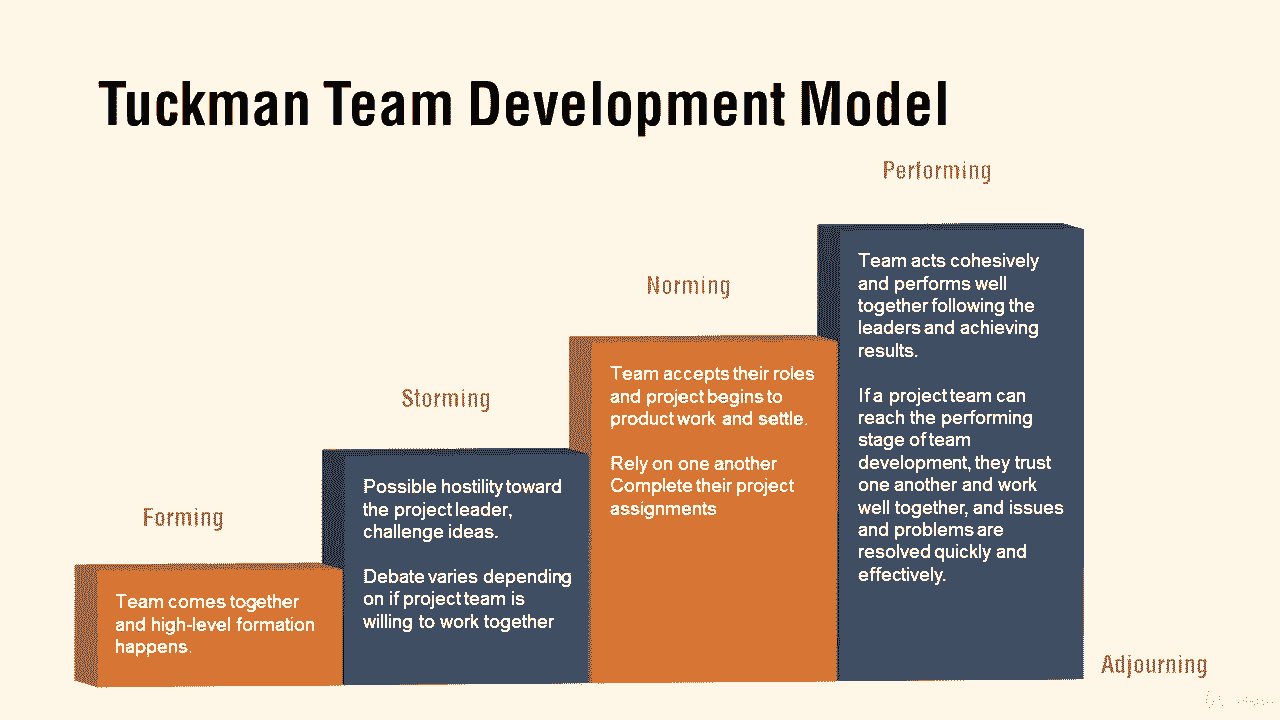 Tuckman Team Development Model
Forming
Team comes together
and high-level formation
happens.
Storming
Possible hostility toward
the project leader,
challenge ideas.
Debate varies depending
on if project team is
willing to work together
Norming
Team accepts their roles
and project begins to
product work and settle.
Rely on one another
Complete their project
assignments
Performing
Team acts cohesively
and performs well
together following the
leaders and achieving
results.
If a project team can
reach the performing
stage of team
development, they trust
one another and work
well together, and issues
and problems are
resolved quickly and
effectively.
Adjourning